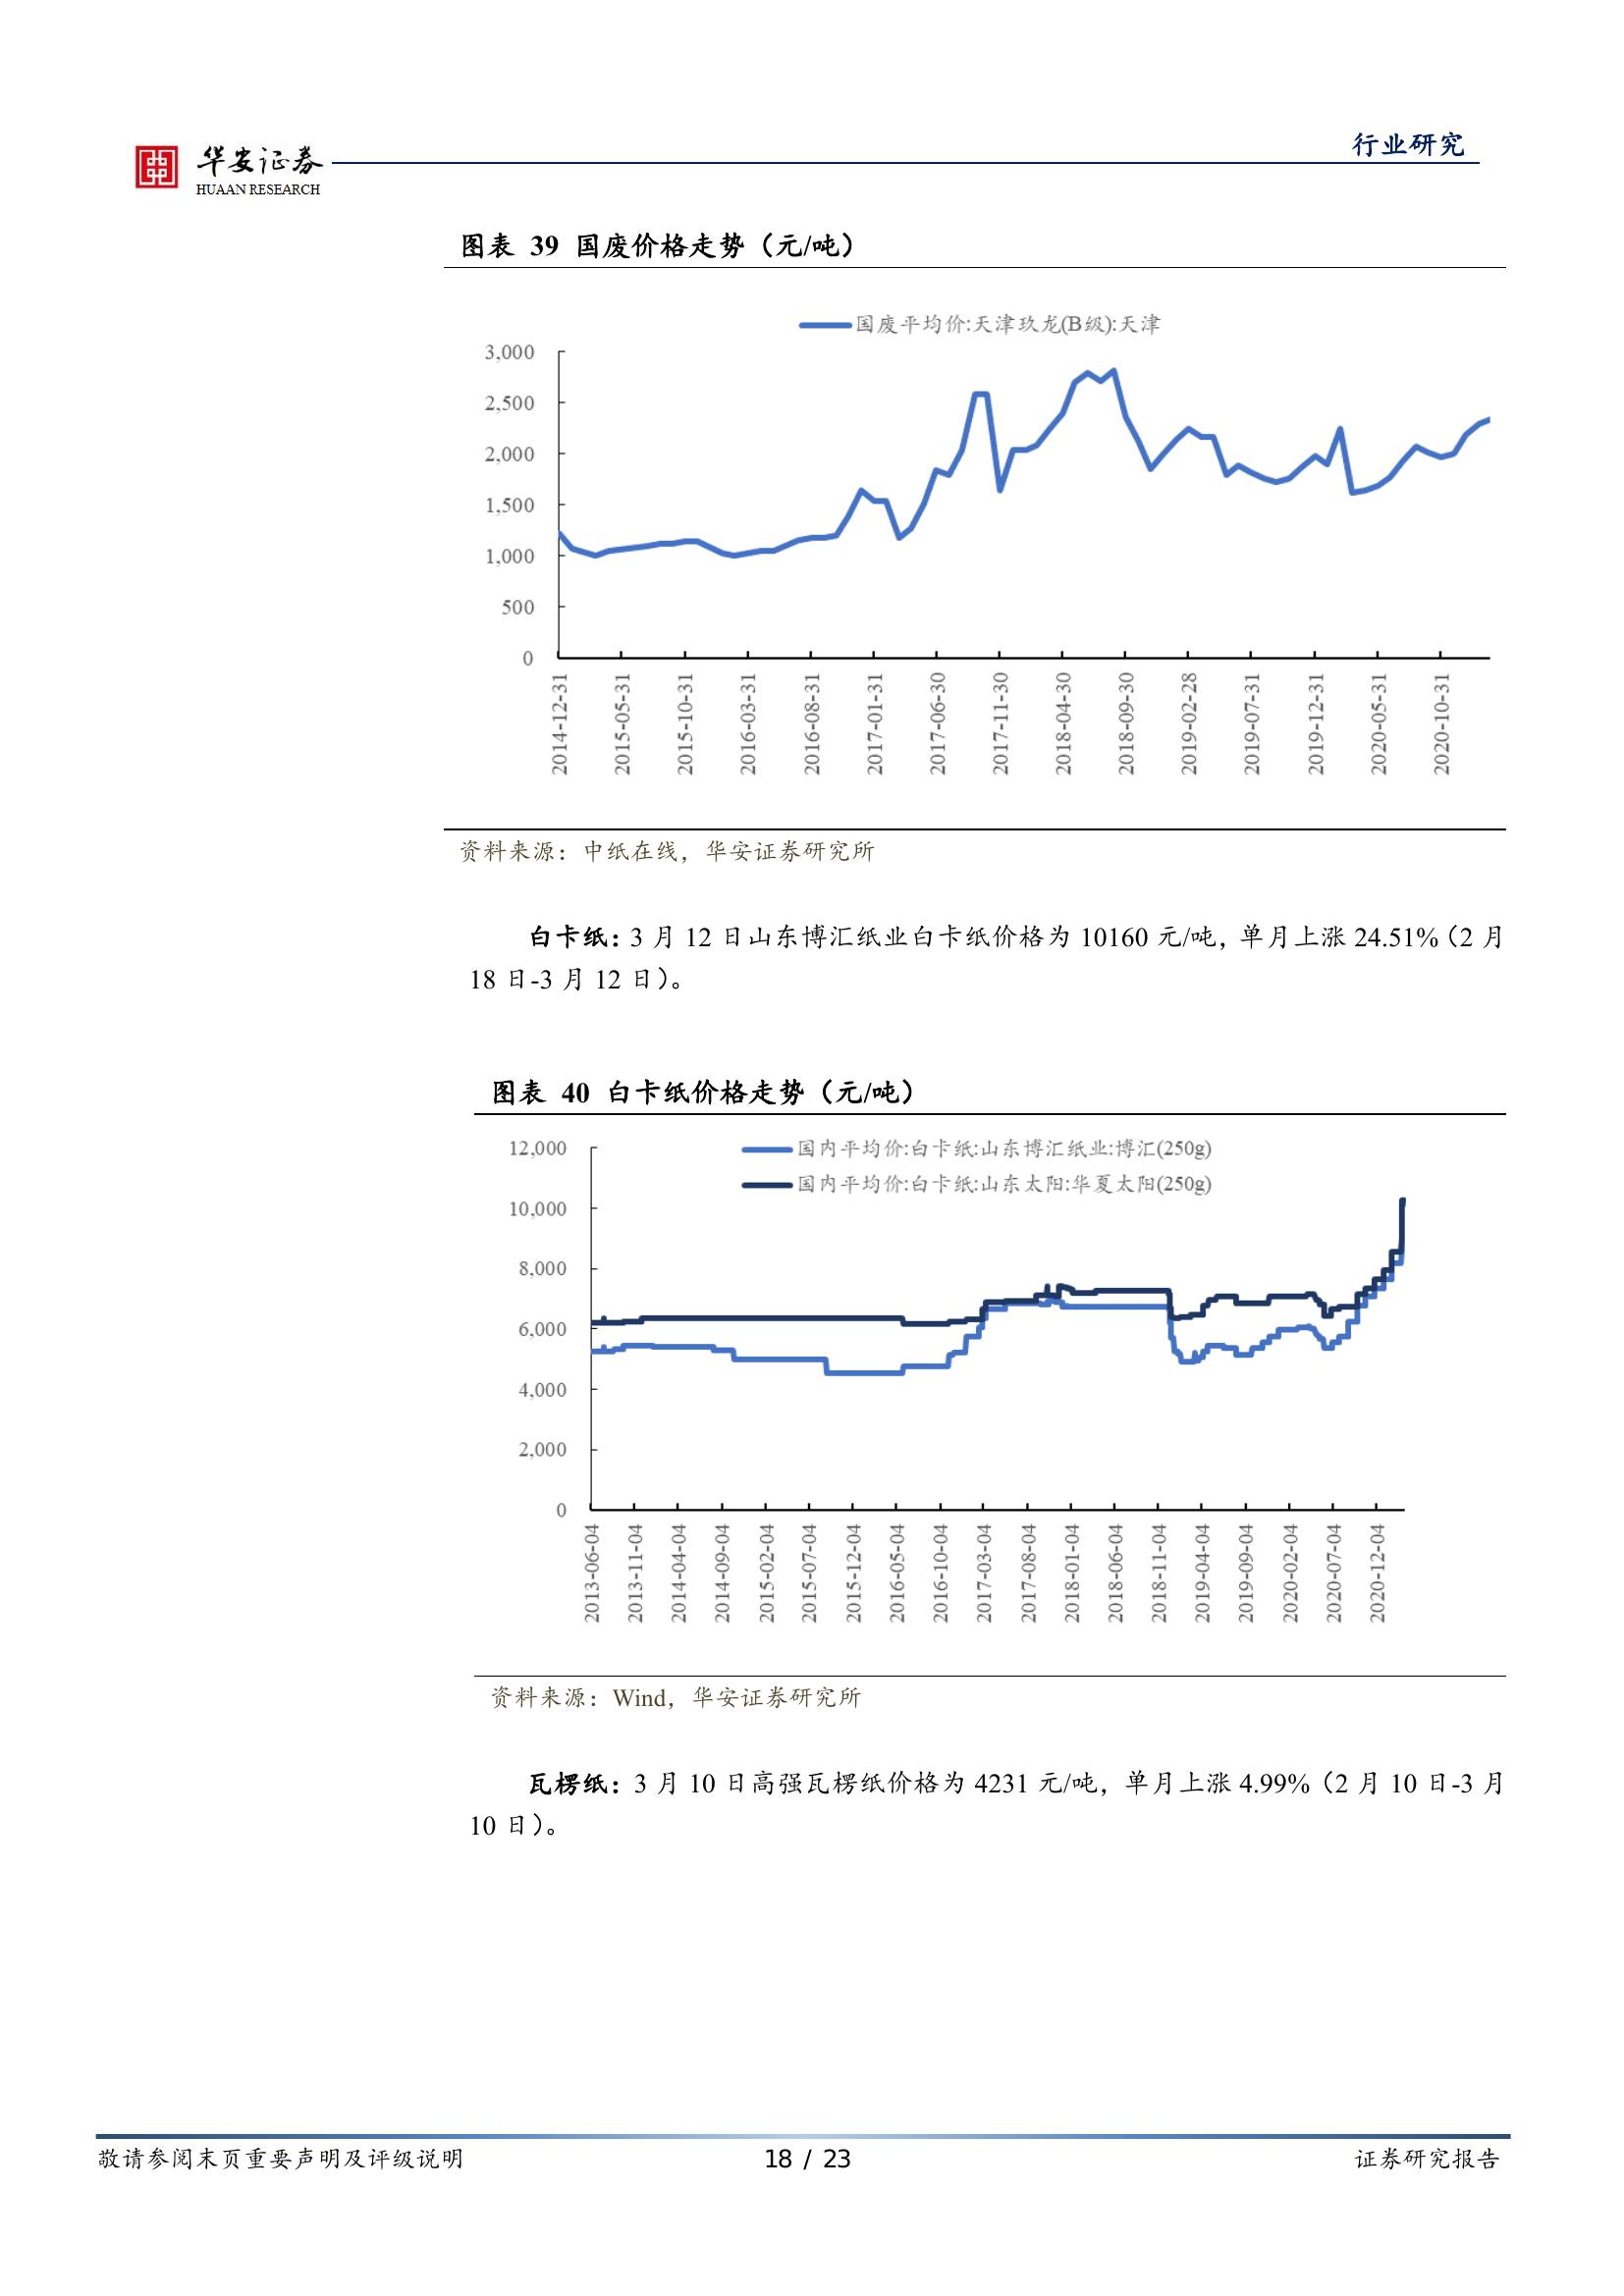 华安证券
HUAAN RESEARCH
行业研究
图表 39 国废价格走势（元/吨）
国废平均价:天津玖龙(B级):天津
3,000
2,500
2,000
1,500
1,000
500
0
2014-12-31
2015-05-31
2015-10-31
2016-03-31
2016-08-31
2017-01-31
2017-06-30
2017-11-30
2018-04-30
2018-09-30
2019-02-28
2019-07-31
2019-12-31
2020-05-31
2020-10-31
资料来源：中纸在线，华安证券研究所
白卡纸：3 月 12 日山东博汇纸业白卡纸价格为 10160 元/吨，单月上涨 24.51%（2 月
18 日-3 月 12 日）。
图表 40 白卡纸价格走势（元/吨）
国内平均价:白卡纸:山东博汇纸业:博汇(250g)
国内平均价:白卡纸:山东太阳:华夏太阳(250g)
12,000
10,000
8,000
6,000
4,000
2,000
0
2013-06-04
2013-11-04
2014-04-04
2014-09-04
2015-02-04
2015-07-04
2015-12-04
2016-05-04
2016-10-04
2017-03-04
2017-08-04
2018-01-04
2018-06-04
2018-11-04
2019-04-04
2019-09-04
2020-02-04
2020-07-04
2020-12-04
资料来源：Wind，华安证券研究所
瓦楞纸：3 月 10 日高强瓦楞纸价格为 4231 元/吨，单月上涨 4.99%（2 月 10 日-3 月
10 日）。
敬请参阅末页重要声明及评级说明
18 / 23
证券研究报告